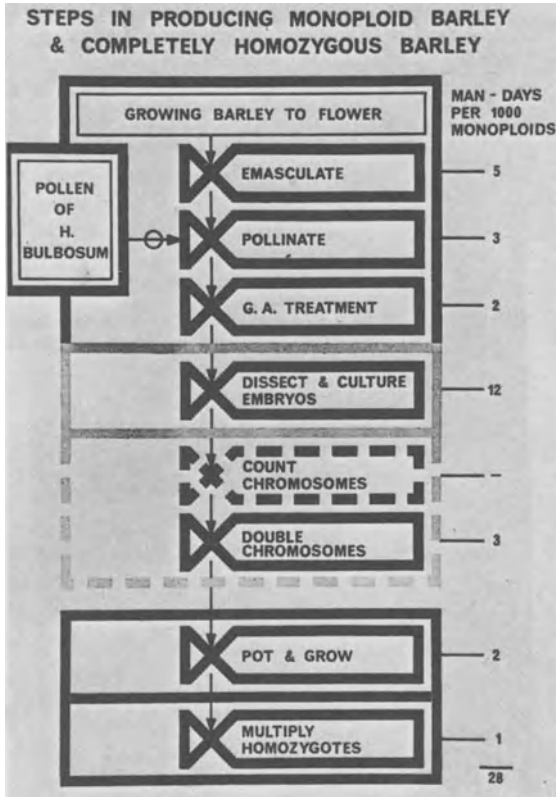 STEPS IN PRODUCING MONOPLOID BARLEY
& COMPLETELY HOMOZYGOUS BARLEY
MAN - DAYS
PER 1000
MONOPLOIDS
GROWING BARLEY TO FLOWER
POLLEN
OF
H.
BULBOSUM
EMASCULATE
5
POLLINATE
3
G. A. TREATMENT
2
DISSECT & CULTURE
EMBRYOS
12
COUNT
CHROMOSOMES
–
DOUBLE
CHROMOSOMES
3
POT & GROW
2
MULTIPLY
HOMOZYGOTES
1
28